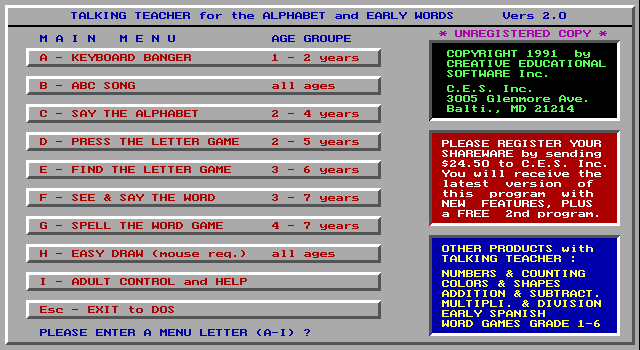 TALKING TEACHER for the ALPHABET and EARLY WORDS Vers 2.0
MAIN MENU AGE GROUPE
A - KEYBOARD BANGER 1 - 2 years
B - ABC SONG all ages
C - SAY THE ALPHABET 2 - 4 years
D - PRESS THE LETTER GAME 2 - 5 years
E - FIND THE LETTER GAME 3 - 6 years
F - SEE & SAY THE WORD 3 - 7 years
G - SPELL THE WORD GAME 4 - 7 years
H - EASY DRAW (mouse req.) all ages
I - ADULT CONTROL and HELP
Esc - EXIT to DOS
PLEASE ENTER A MENU LETTER (A-I) ?
* UNREGISTERED COPY *
COPYRIGHT 1991 by
CREATIVE EDUCATIONAL
SOFTWARE Inc.
C.E.S. Inc.
3005 Glenmore Ave.
Balti., MD 21214
PLEASE REGISTER YOUR
SHAREWARE by sending
$24.50 to C.E.S. Inc.
You will receive the
latest version of
this program with
NEW FEATURES, PLUS
a FREE 2nd program.
OTHER PRODUCTS with
TALKING TEACHER :
NUMBERS & COUNTING
COLORS & SHAPES
ADDITION & SUBTRACT.
MULTIPLI. & DIVISION
EARLY SPANISH
WORD GAMES GRADE 1-6